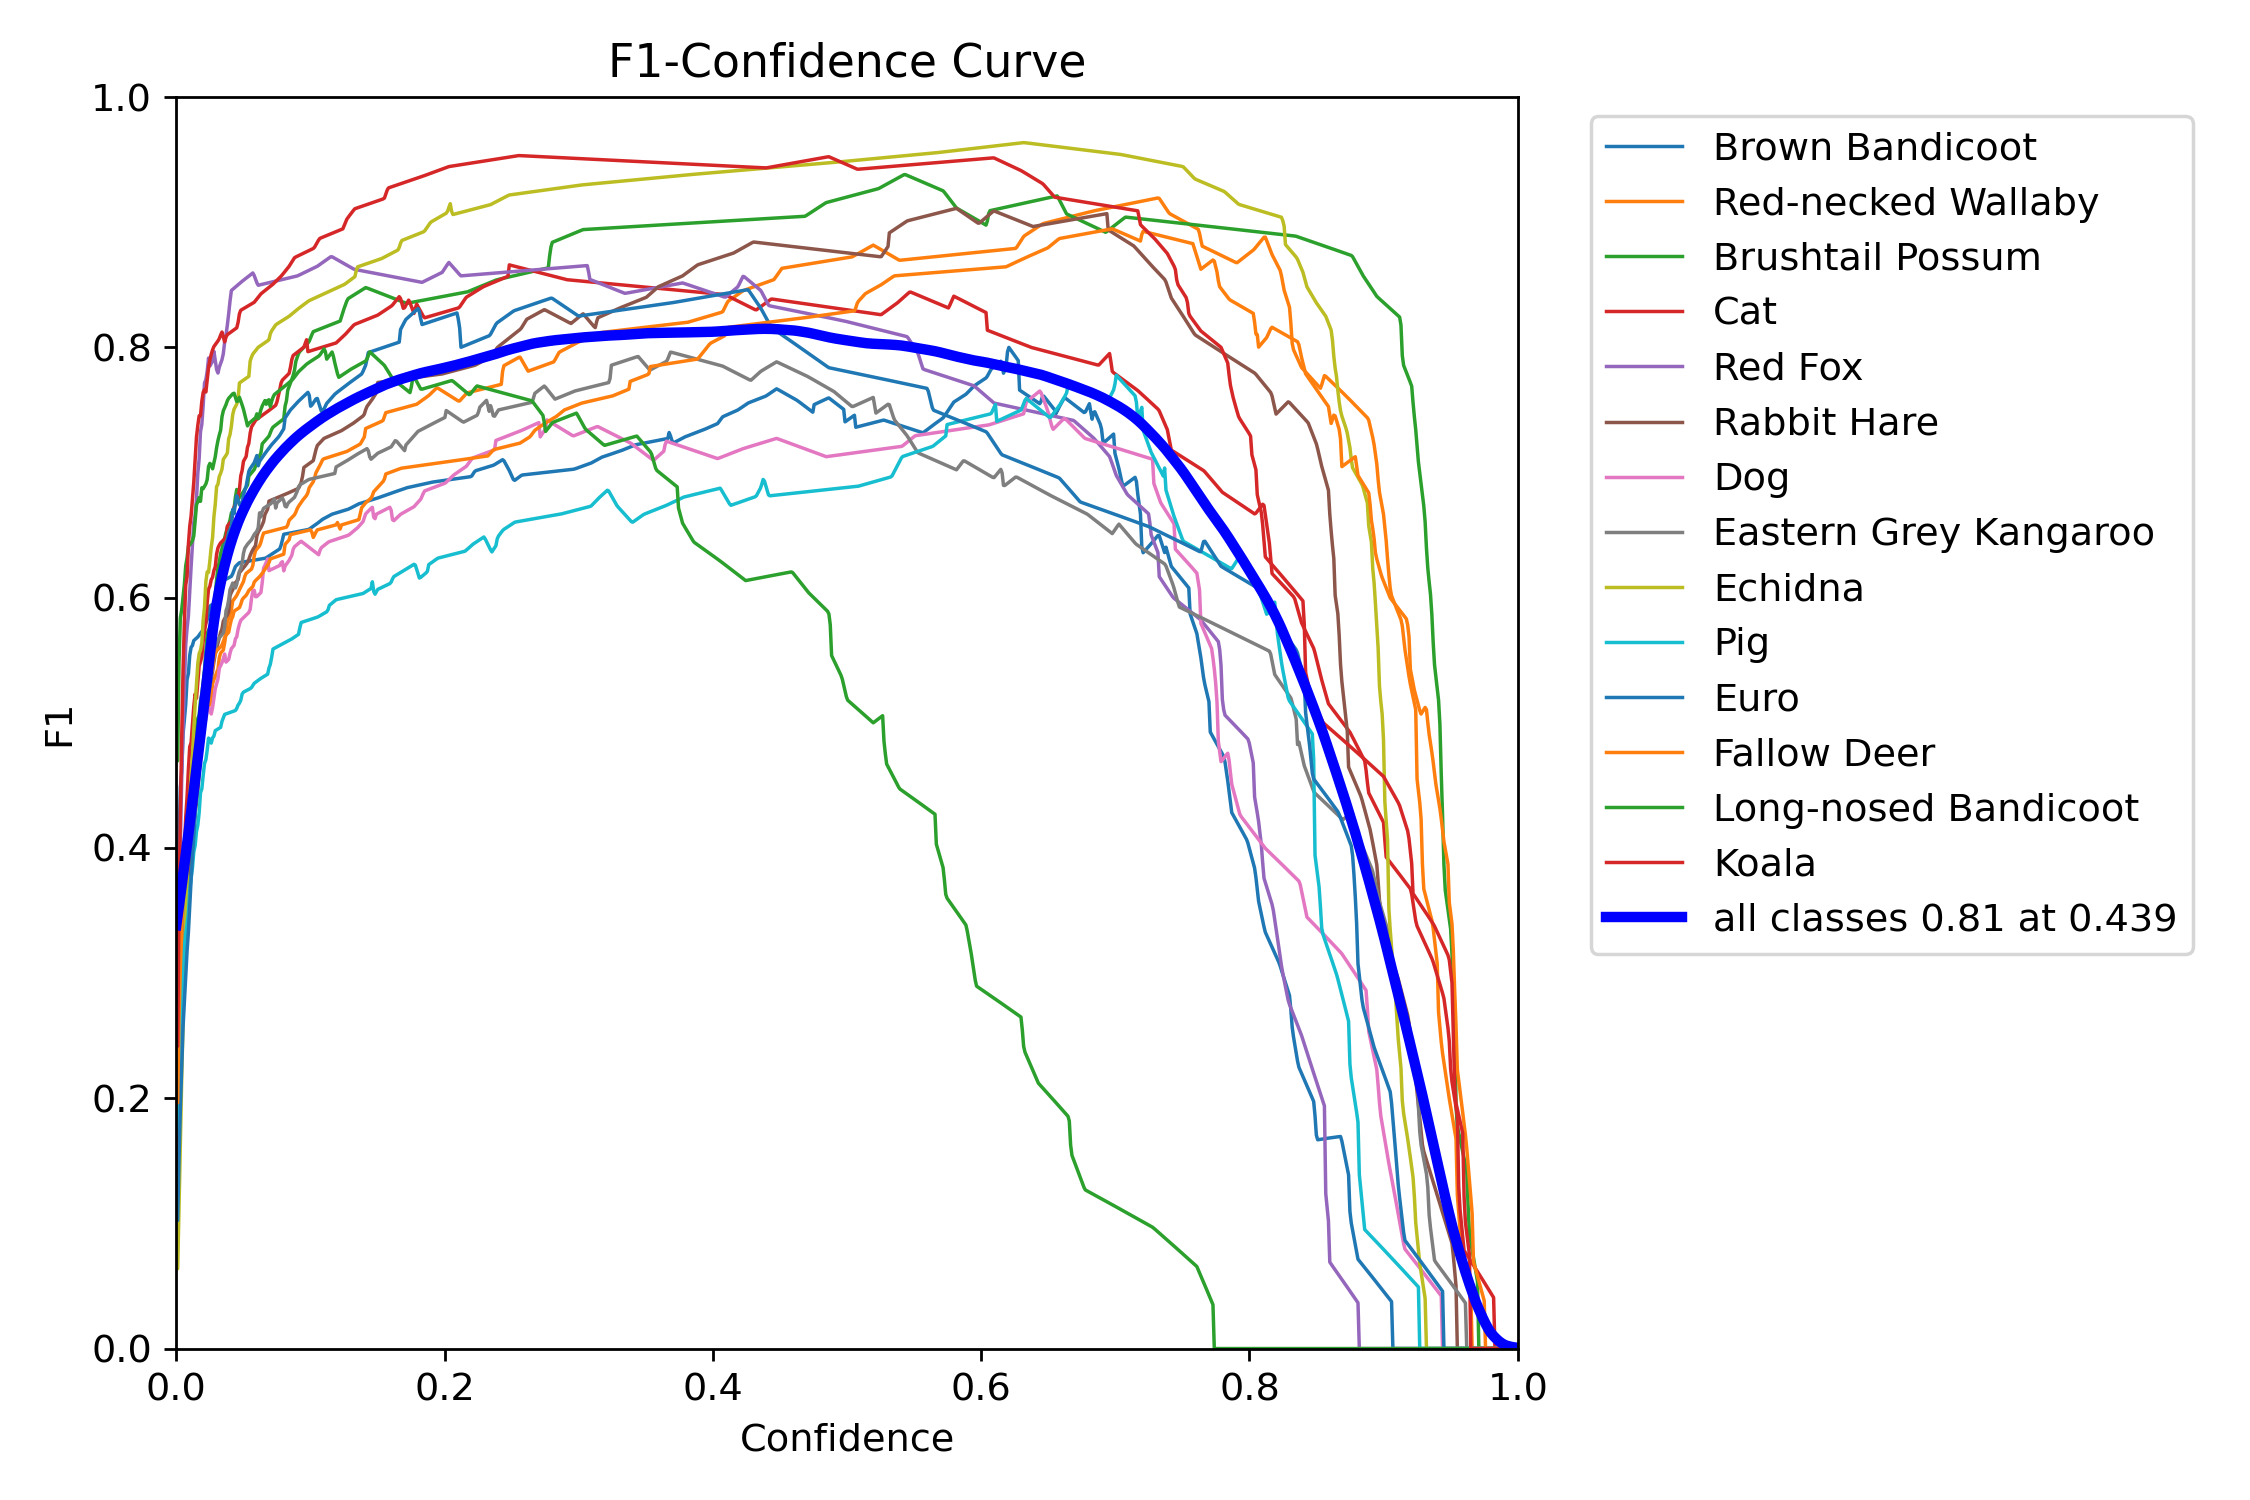 F1-Confidence Curve
1.0
0.8
0.6
0.4
0.2
0.0
F1
0.0 0.2 0.4 0.6 0.8 1.0
Confidence
Brown Bandicoot
Red-necked Wallaby
Brushtail Possum
Cat
Red Fox
Rabbit Hare
Dog
Eastern Grey Kangaroo
Echidna
Pig
Euro
Fallow Deer
Long-nosed Bandicoot
Koala
all classes 0.81 at 0.439